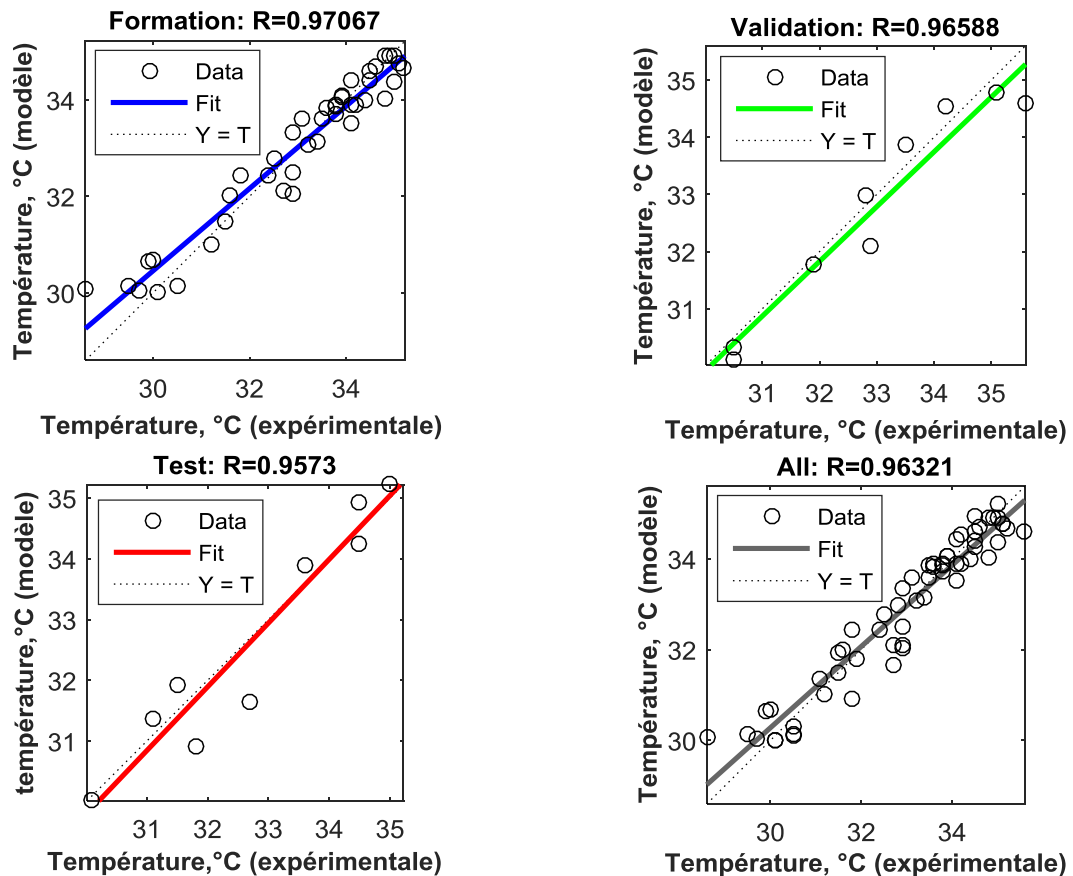 Formation: R=0.97067
Data
Fit
Y = T
34
32
30
30
32
34
Température, °C (modèle)
Température, °C (expérimentale)
Validation: R=0.96588
Data
Fit
Y = T
35
34
33
32
31
31
32
33
34
35
Température, °C (modèle)
Température, °C (expérimentale)
Test: R=0.9573
Data
Fit
Y = T
35
34
33
32
31
31
32
33
34
35
température,°C (modèle)
Température,°C (expérimentale)
All: R=0.96321
Data
Fit
Y = T
34
32
30
30
32
34
Température, °C (modèle)
Température, °C (expérimentale)